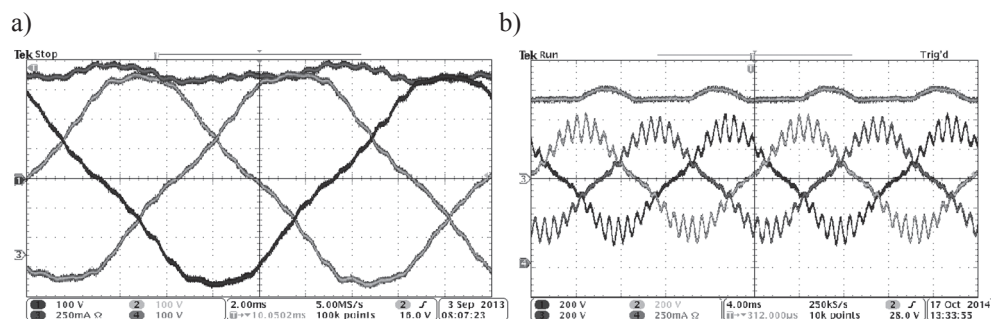 a)
b)
Tek Stop
Tek Run
Trig'd
1 100 V 2 100 V
3 250mA Ω 4 100 V
2.00ms 5.00MS/s 2
10.0502ms 100k points 16.0 V
3 Sep 2013
08:07:23
1 200 V 2 200 V
3 200 V 4 250mA Ω
4.00ms 250kS/s 2
312.000μs 10k points 28.0 V
17 Oct 2014
13:33:55